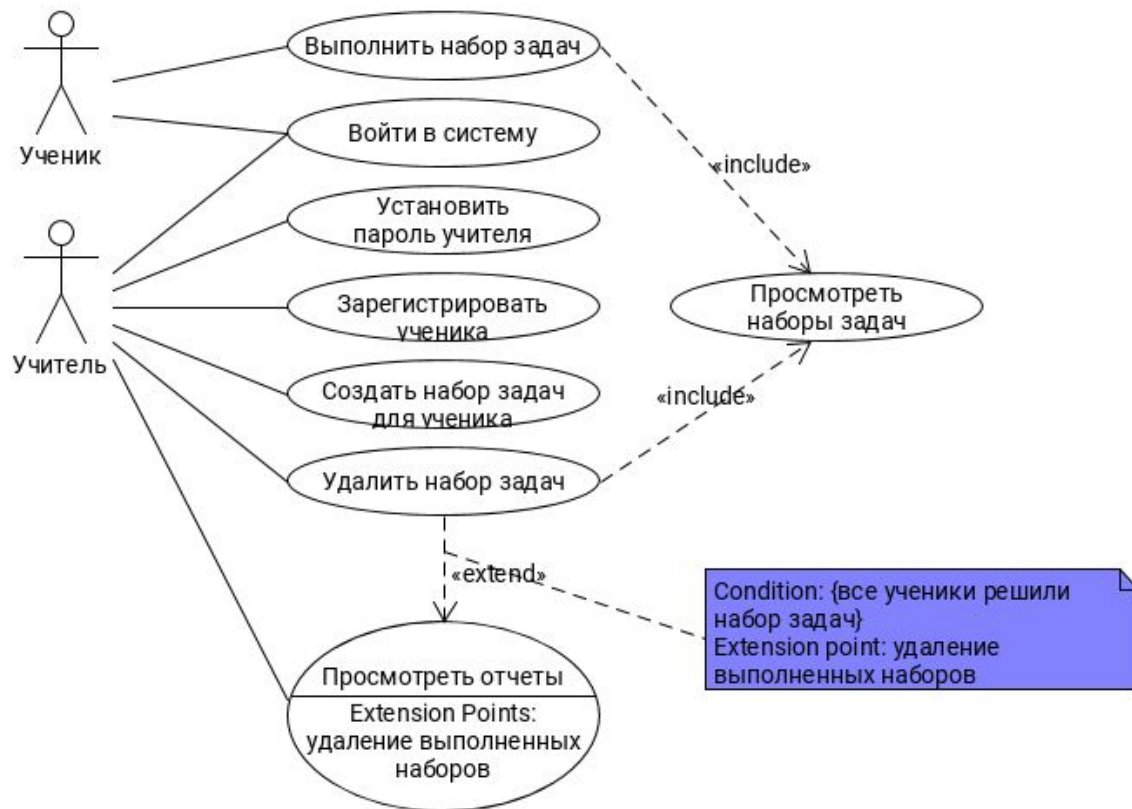 Выполнить набор задач
Ученик
Войти в систему
«include»
Установить
пароль учителя
Учитель
Зарегистрировать
ученика
Просмотреть
наборы задач
Создать набор задач
для ученика
«include»
Удалить набор задач
«extend»
Condition: {все ученики решили
набор задач}
Extension point: удаление
выполненных наборов
Просмотреть отчеты
Extension Points:
удаление выполненных
наборов